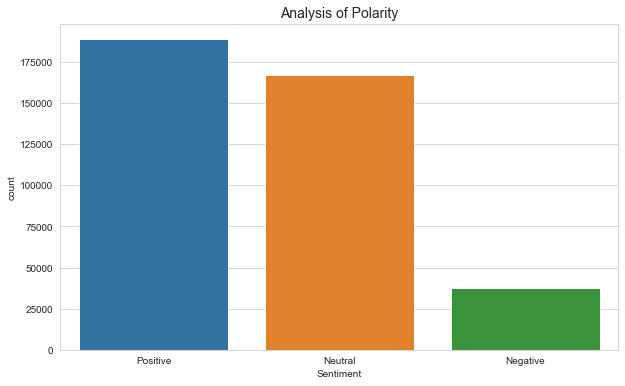 Analysis of Polarity
175000
150000
125000
100000
75000
50000
25000
0
count
Positive
Neutral
Negative
Sentiment